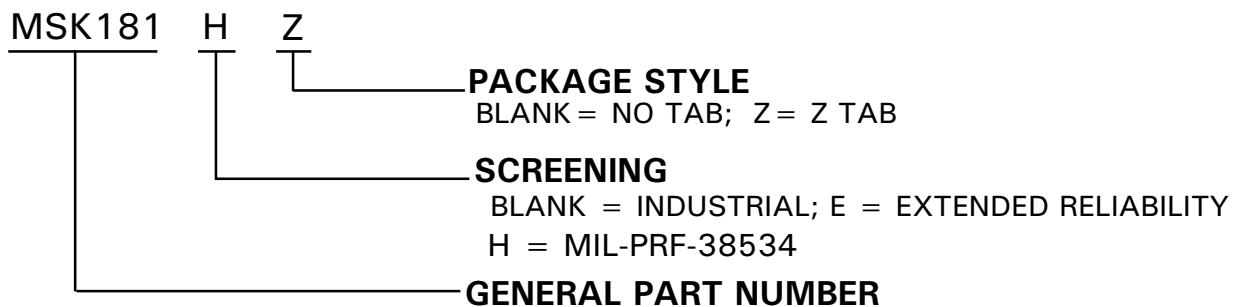 MSK181 H Z
PACKAGE STYLE
BLANK = NO TAB; Z = Z TAB
SCREENING
BLANK = INDUSTRIAL; E = EXTENDED RELIABILITY
H = MIL-PRF-38534
GENERAL PART NUMBER